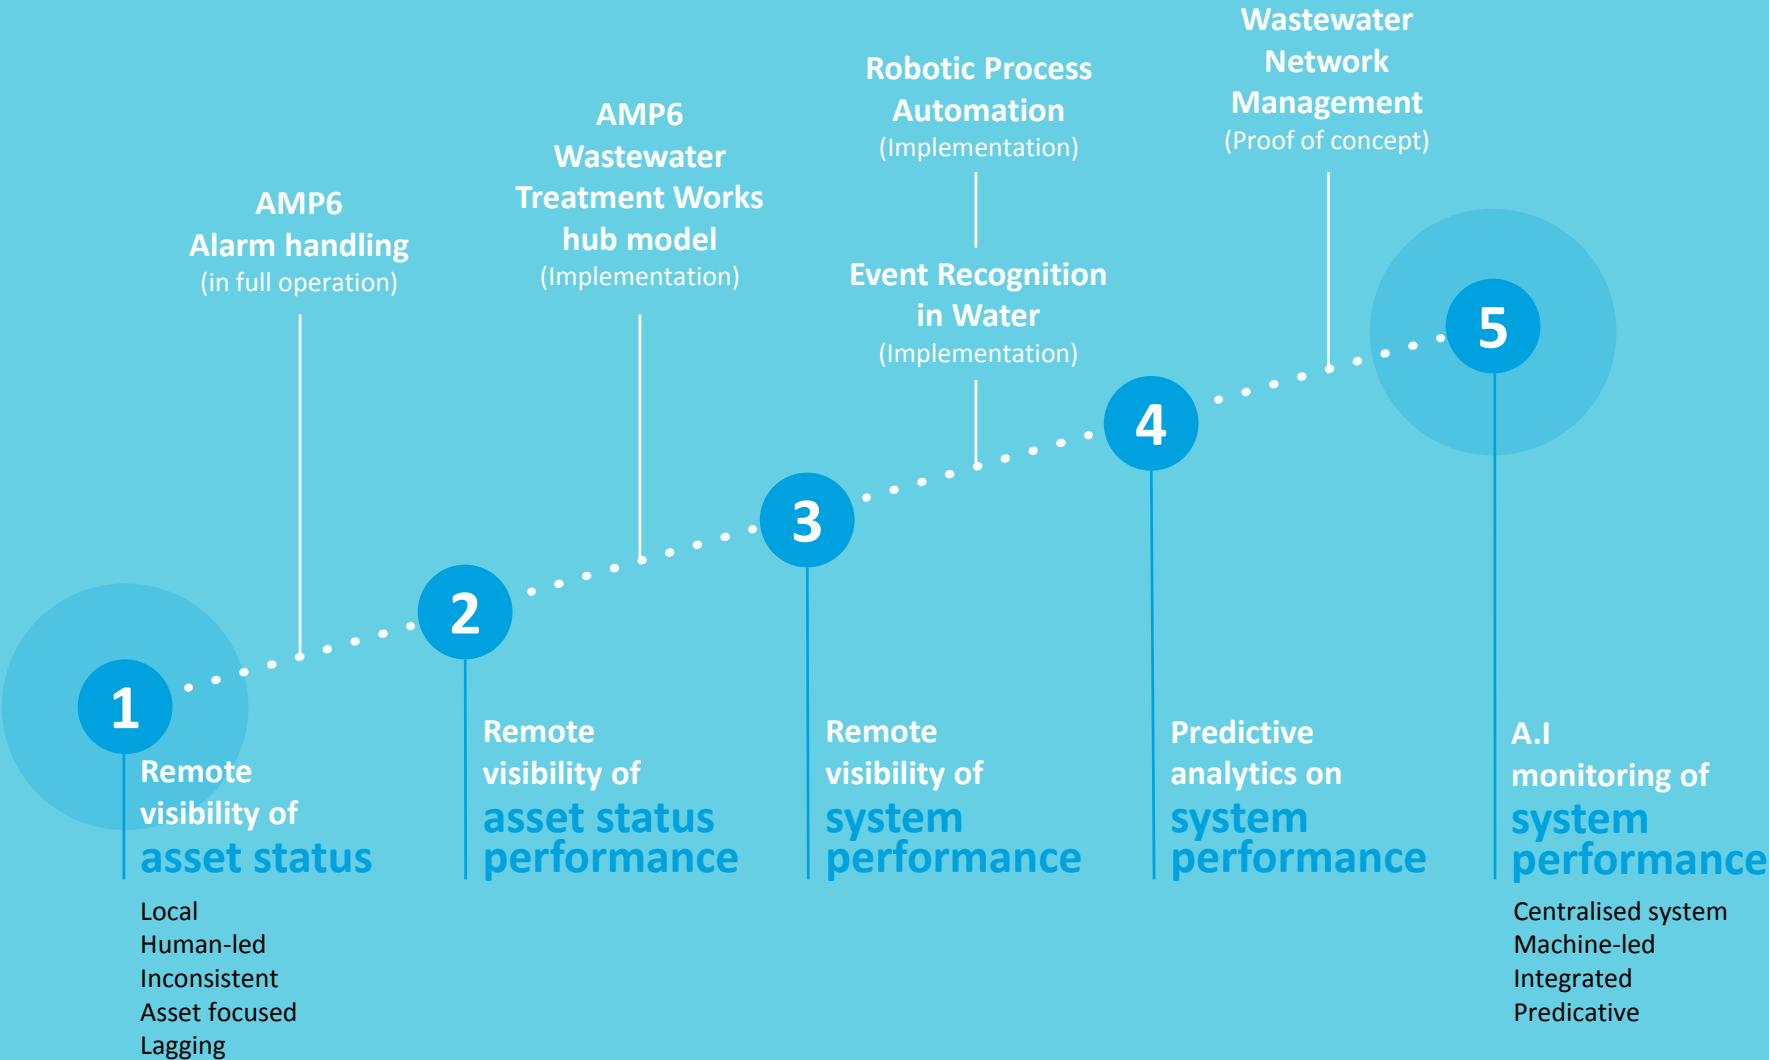 AMP6
Alarm handling
(in full operation)
AMP6
Wastewater
Treatment Works
hub model
(Implementation)
Robotic Process
Automation
(Implementation)
Event Recognition
in Water
(Implementation)
Wastewater
Network
Management
(Proof of concept)
1
Remote
visibility of
asset status
Local
Human-led
Inconsistent
Asset focused
Lagging
2
Remote
visibility of
asset status
performance
3
Remote
visibility of
system
performance
4
Predictive
analytics on
system
performance
5
A.I
monitoring of
system
performance
Centralised system
Machine-led
Integrated
Predicative